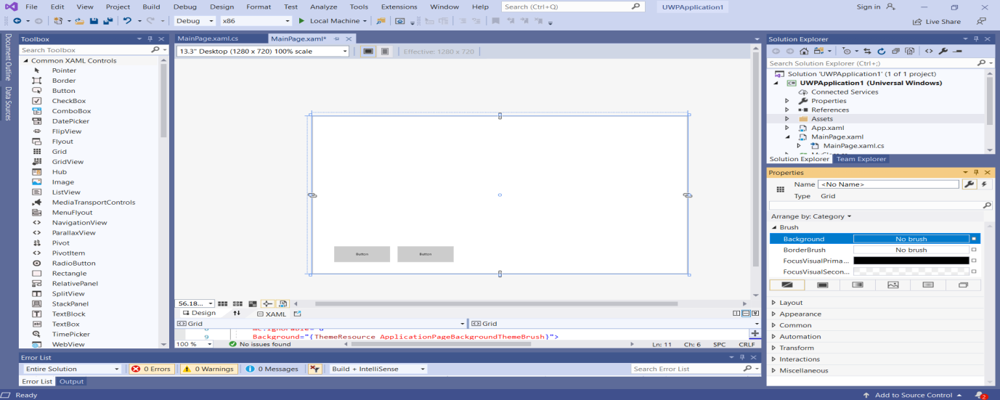 File Edit View Project Build Debug Design Format Test Analyze Tools Extensions Window Help Search (Ctrl+Q) UWPApplication1 Sign in
Debug x86 Local Machine Live Share
Document Outline
Data Sources
Toolbox
Search Toolbox
Common XAML Controls
Pointer
Border
Button
CheckBox
ComboBox
DatePicker
FlipView
Flyout
Grid
GridView
Hub
Image
ListView
MediaTransportControls
MenuFlyout
NavigationView
ParallaxView
Pivot
PivotItem
RadioButton
Rectangle
RelativePanel
SplitView
StackPanel
TextBlock
TextBox
TimePicker
WebView
MainPage.xaml.cs MainPage.xaml*
13.3" Desktop (1280 x 720) 100% scale Effective: 1280 x 720
Button Button
56.18...
Design XAML
Grid Grid
8 mc:Ignorable="d"
9 Background="{ThemeResource ApplicationPageBackgroundThemeBrush}">
100 % No issues found Ln: 11 Ch: 6 SPC CRLF
Solution Explorer
Search Solution Explorer (Ctrl+;)
Solution 'UWPApplication1' (1 of 1 project)
UWPApplication1 (Universal Windows)
Connected Services
Properties
References
Assets
App.xaml
MainPage.xaml
MainPage.xaml.cs
Solution Explorer Team Explorer
Properties
Name <No Name>
Type Grid
Arrange by: Category
Brush
Background No brush
BorderBrush No brush
FocusVisualPrima...
FocusVisualSecon...
Layout
Appearance
Common
Automation
Transform
Interactions
Miscellaneous
Error List
Entire Solution 0 Errors 0 Warnings 0 Messages Build + IntelliSense Search Error List
Error List Output
Ready Add to Source Control 2